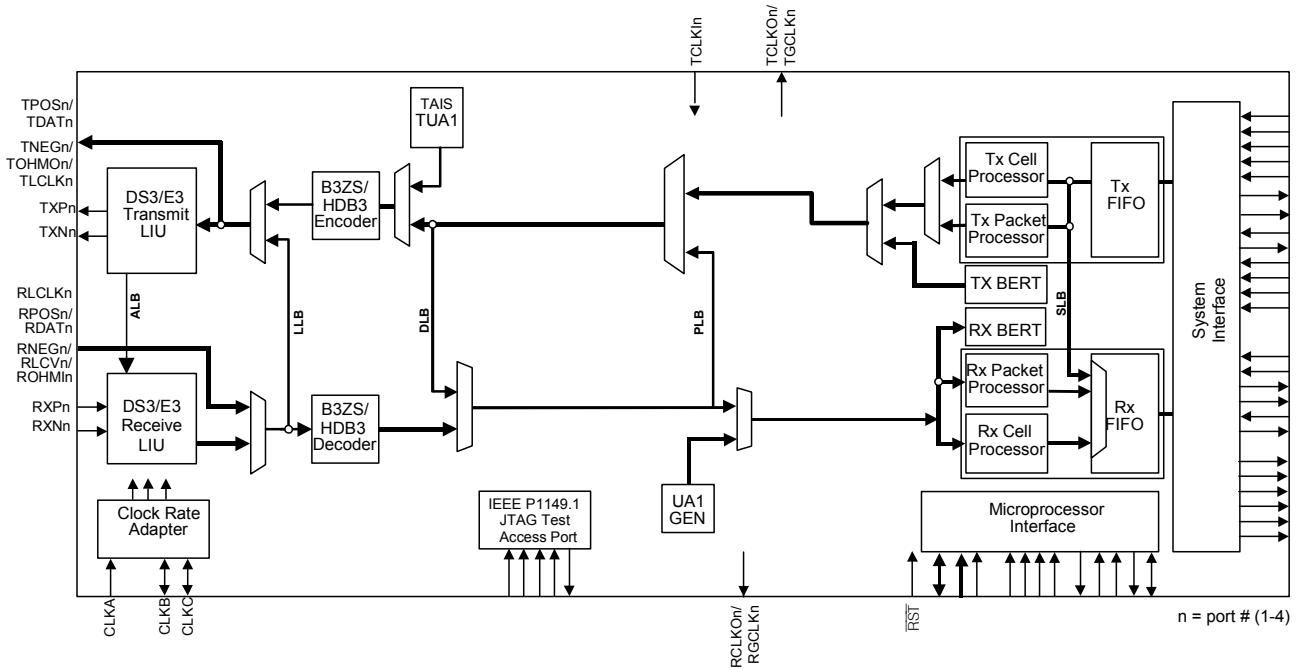 TCLKIn
TCLKOn/
TGCLKn
TPOSn/
TDATn
TNEGn/
TOHMOn/
TLCLKn
TXPn
TXNn
RLCLKn
RPOSn/
RDATn
RNEGn/
RLCVn/
ROHMIn
RXPn
RXNn
TAIS
TUA1
DS3/E3
Transmit
LIU
B3ZS/
HDB3
Encoder
ALB
LLB
DLB
PLB
SLB
DS3/E3
Receive
LIU
B3ZS/
HDB3
Decoder
Clock Rate
Adapter
CLKA
CLKB
CLKC
IEEE P1149.1
JTAG Test
Access Port
UA1
GEN
RCLKOn/
RGCLKn
Tx Cell
Processor
Tx Packet
Processor
Tx
FIFO
TX BERT
RX BERT
Rx Packet
Processor
Rx Cell
Processor
Rx
FIFO
System
Interface
Microprocessor
Interface
RST
n = port # (1-4)